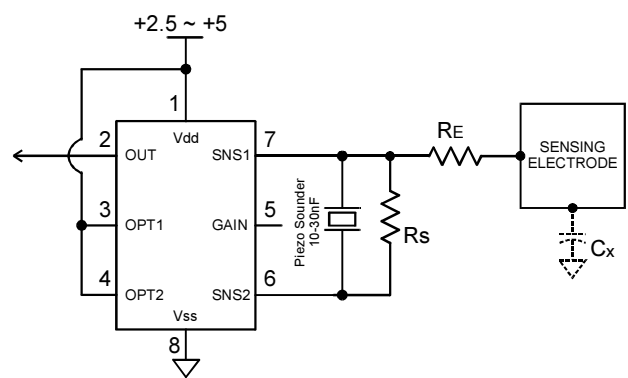 +2.5 ~ +5
1
Vdd
2
OUT
SNS1
7
3
OPT1
GAIN
5
4
OPT2
SNS2
6
Vss
8
Piezo Sounder
10-30nF
Rs
RE
SENSING
ELECTRODE
Cx